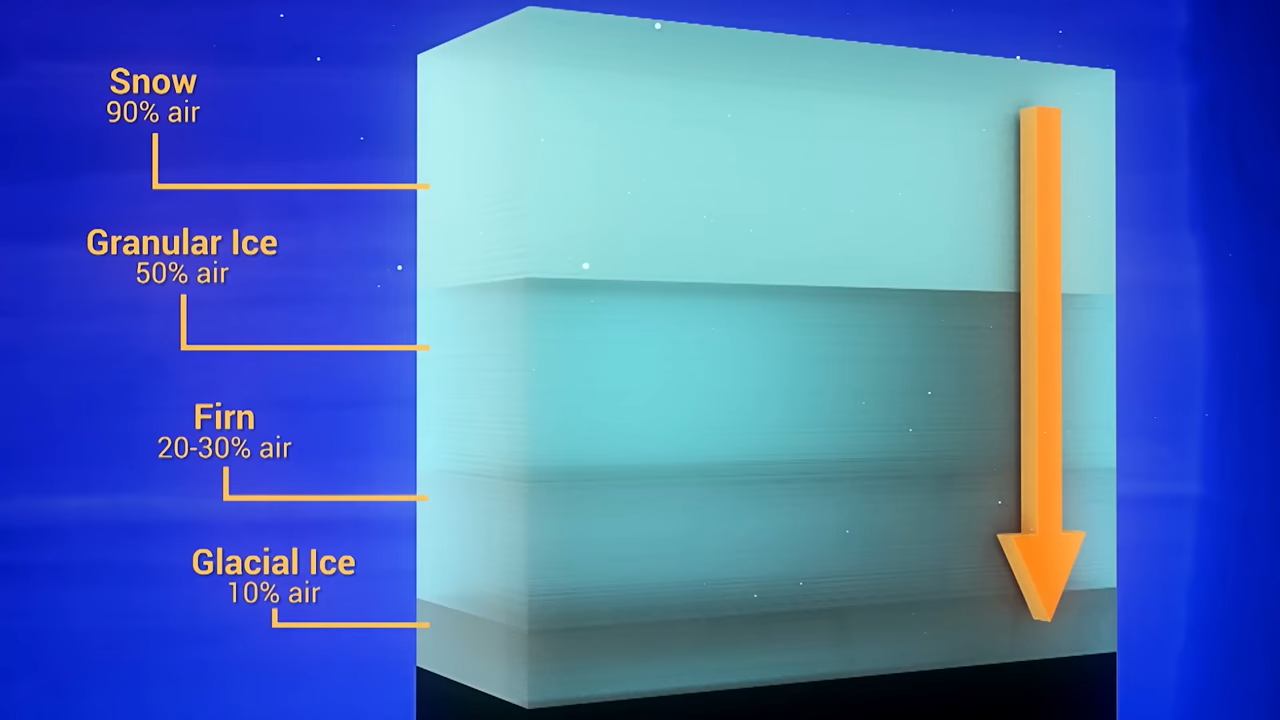 Snow
90% air
Granular Ice
50% air
Firn
20-30% air
Glacial Ice
10% air